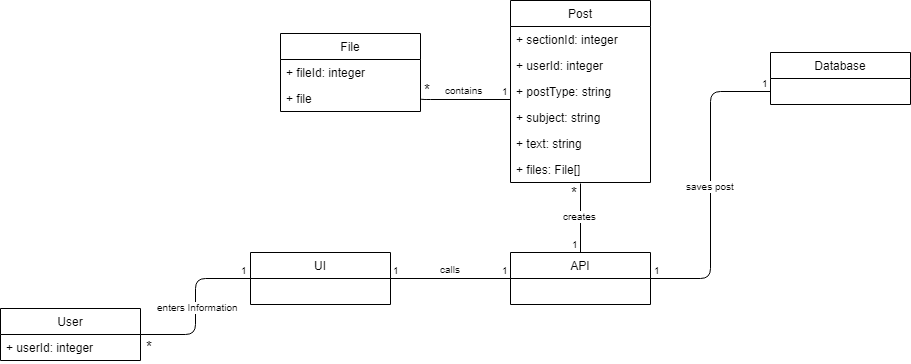 Post
+ sectionId: integer
+ userId: integer
+ postType: string
+ subject: string
+ text: string
+ files: File[]
File
+ fileId: integer
+ file
* contains 1
Database
1
saves post
*
creates
1
UI
API
1
1 calls 1
1
enters Information
*
User
+ userId: integer